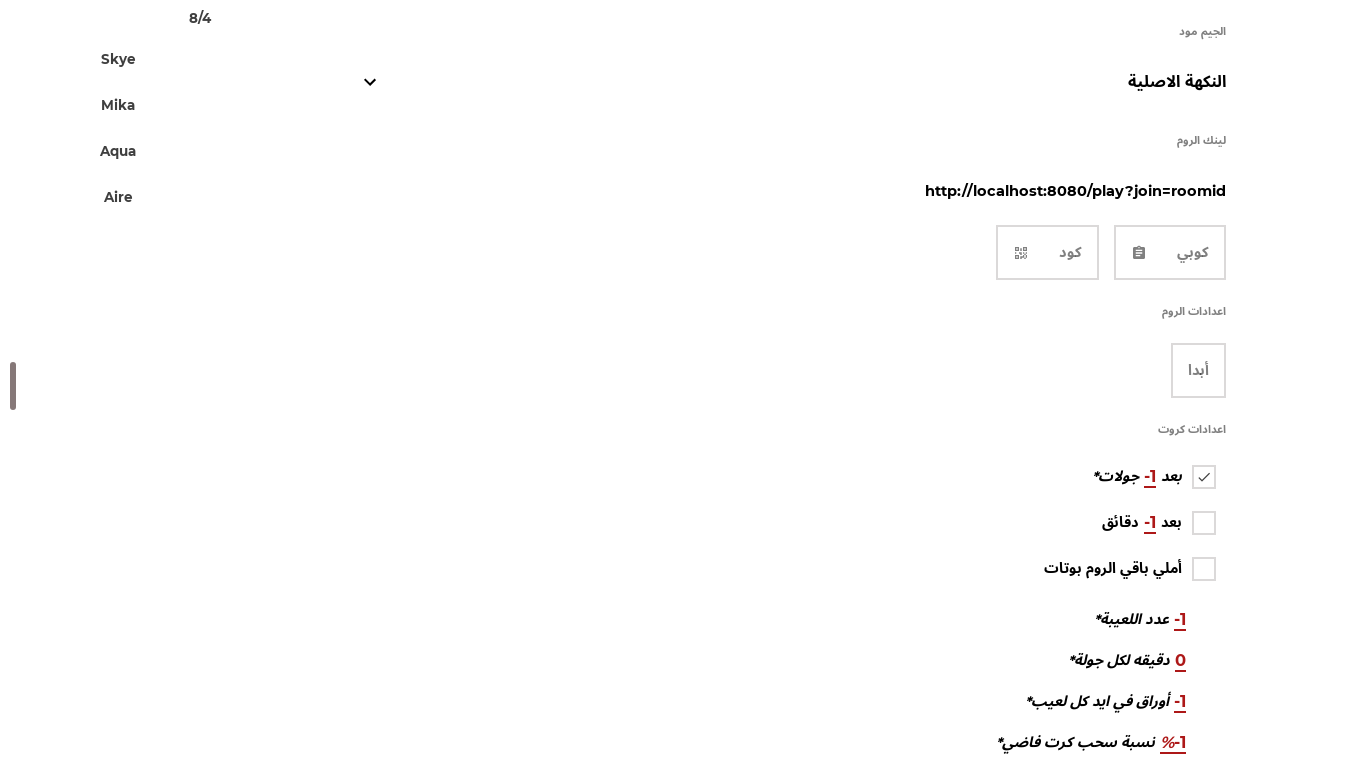 الجيم مود
النكهة الاصلية
لينك الروم
http://localhost:8080/play?join=roomid
كوبي
كود
اعدادات الروم
أبدا
اعدادات كروت
بعد -1 جولات*
بعد -1 دقائق
أملي باقي الروم بوتات
-1 عدد اللعيبة*
0 دقيقه لكل جولة*
-1 أوراق في ايد كل لعيب*
%-1 نسبة سحب كرت فاضي*
8/4
Skye
Mika
Aqua
Aire